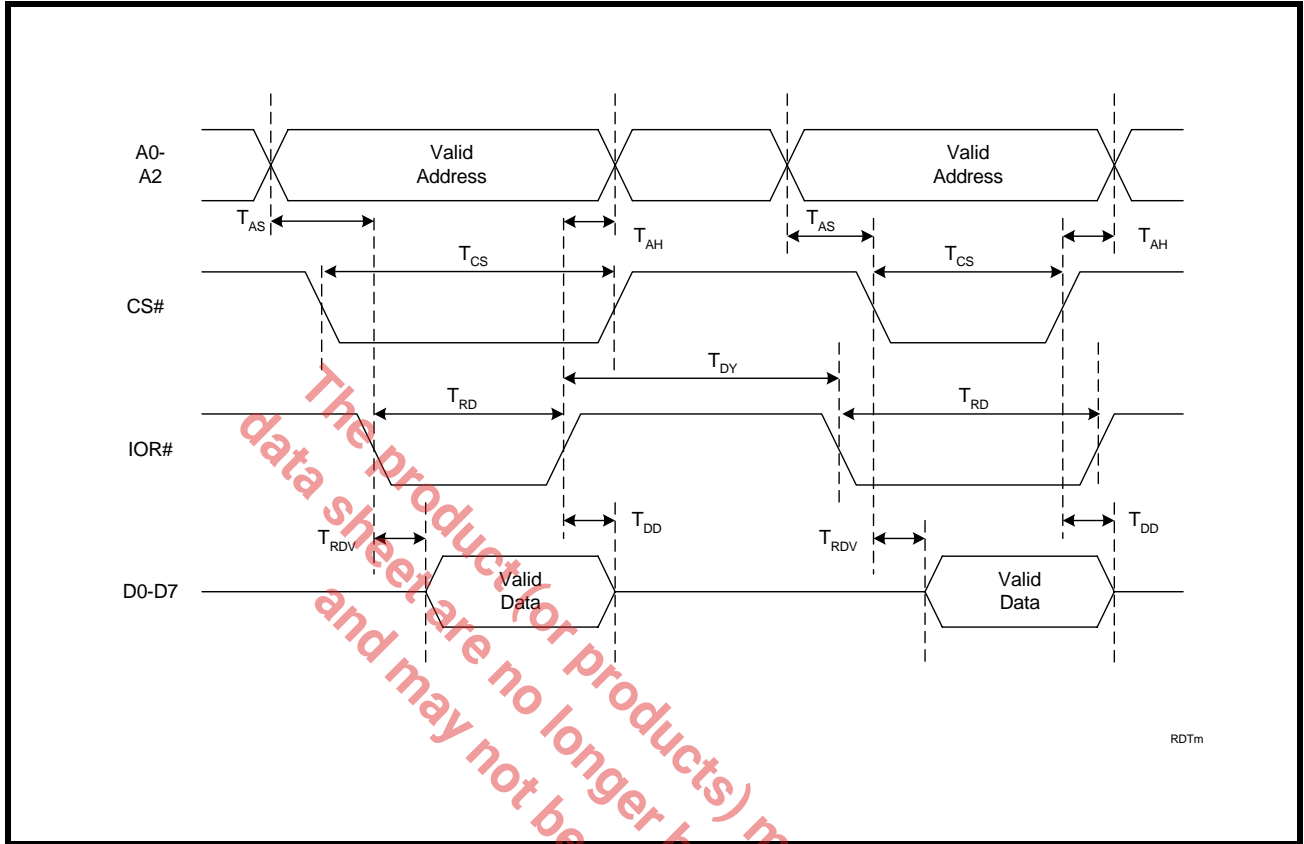 A0-
A2
Valid
Address
Valid
Address
TAS
TAH
TAS
TAH
CS#
TCS
TCS
TDY
IOR#
TRD
TRD
TRDV
TDD
TRDV
TDD
D0-D7
Valid
Data
Valid
Data
RDTm
The product (or products) m
data sheet are no longer b
and may not be